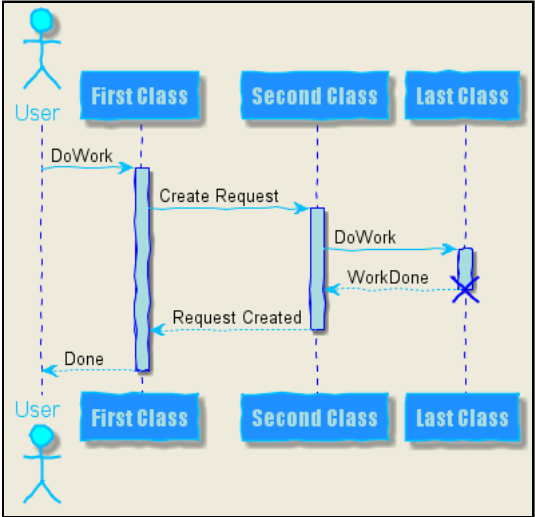 User
First Class
Second Class
Last Class
DoWork
Create Request
DoWork
WorkDone
Request Created
Done
User
First Class
Second Class
Last Class